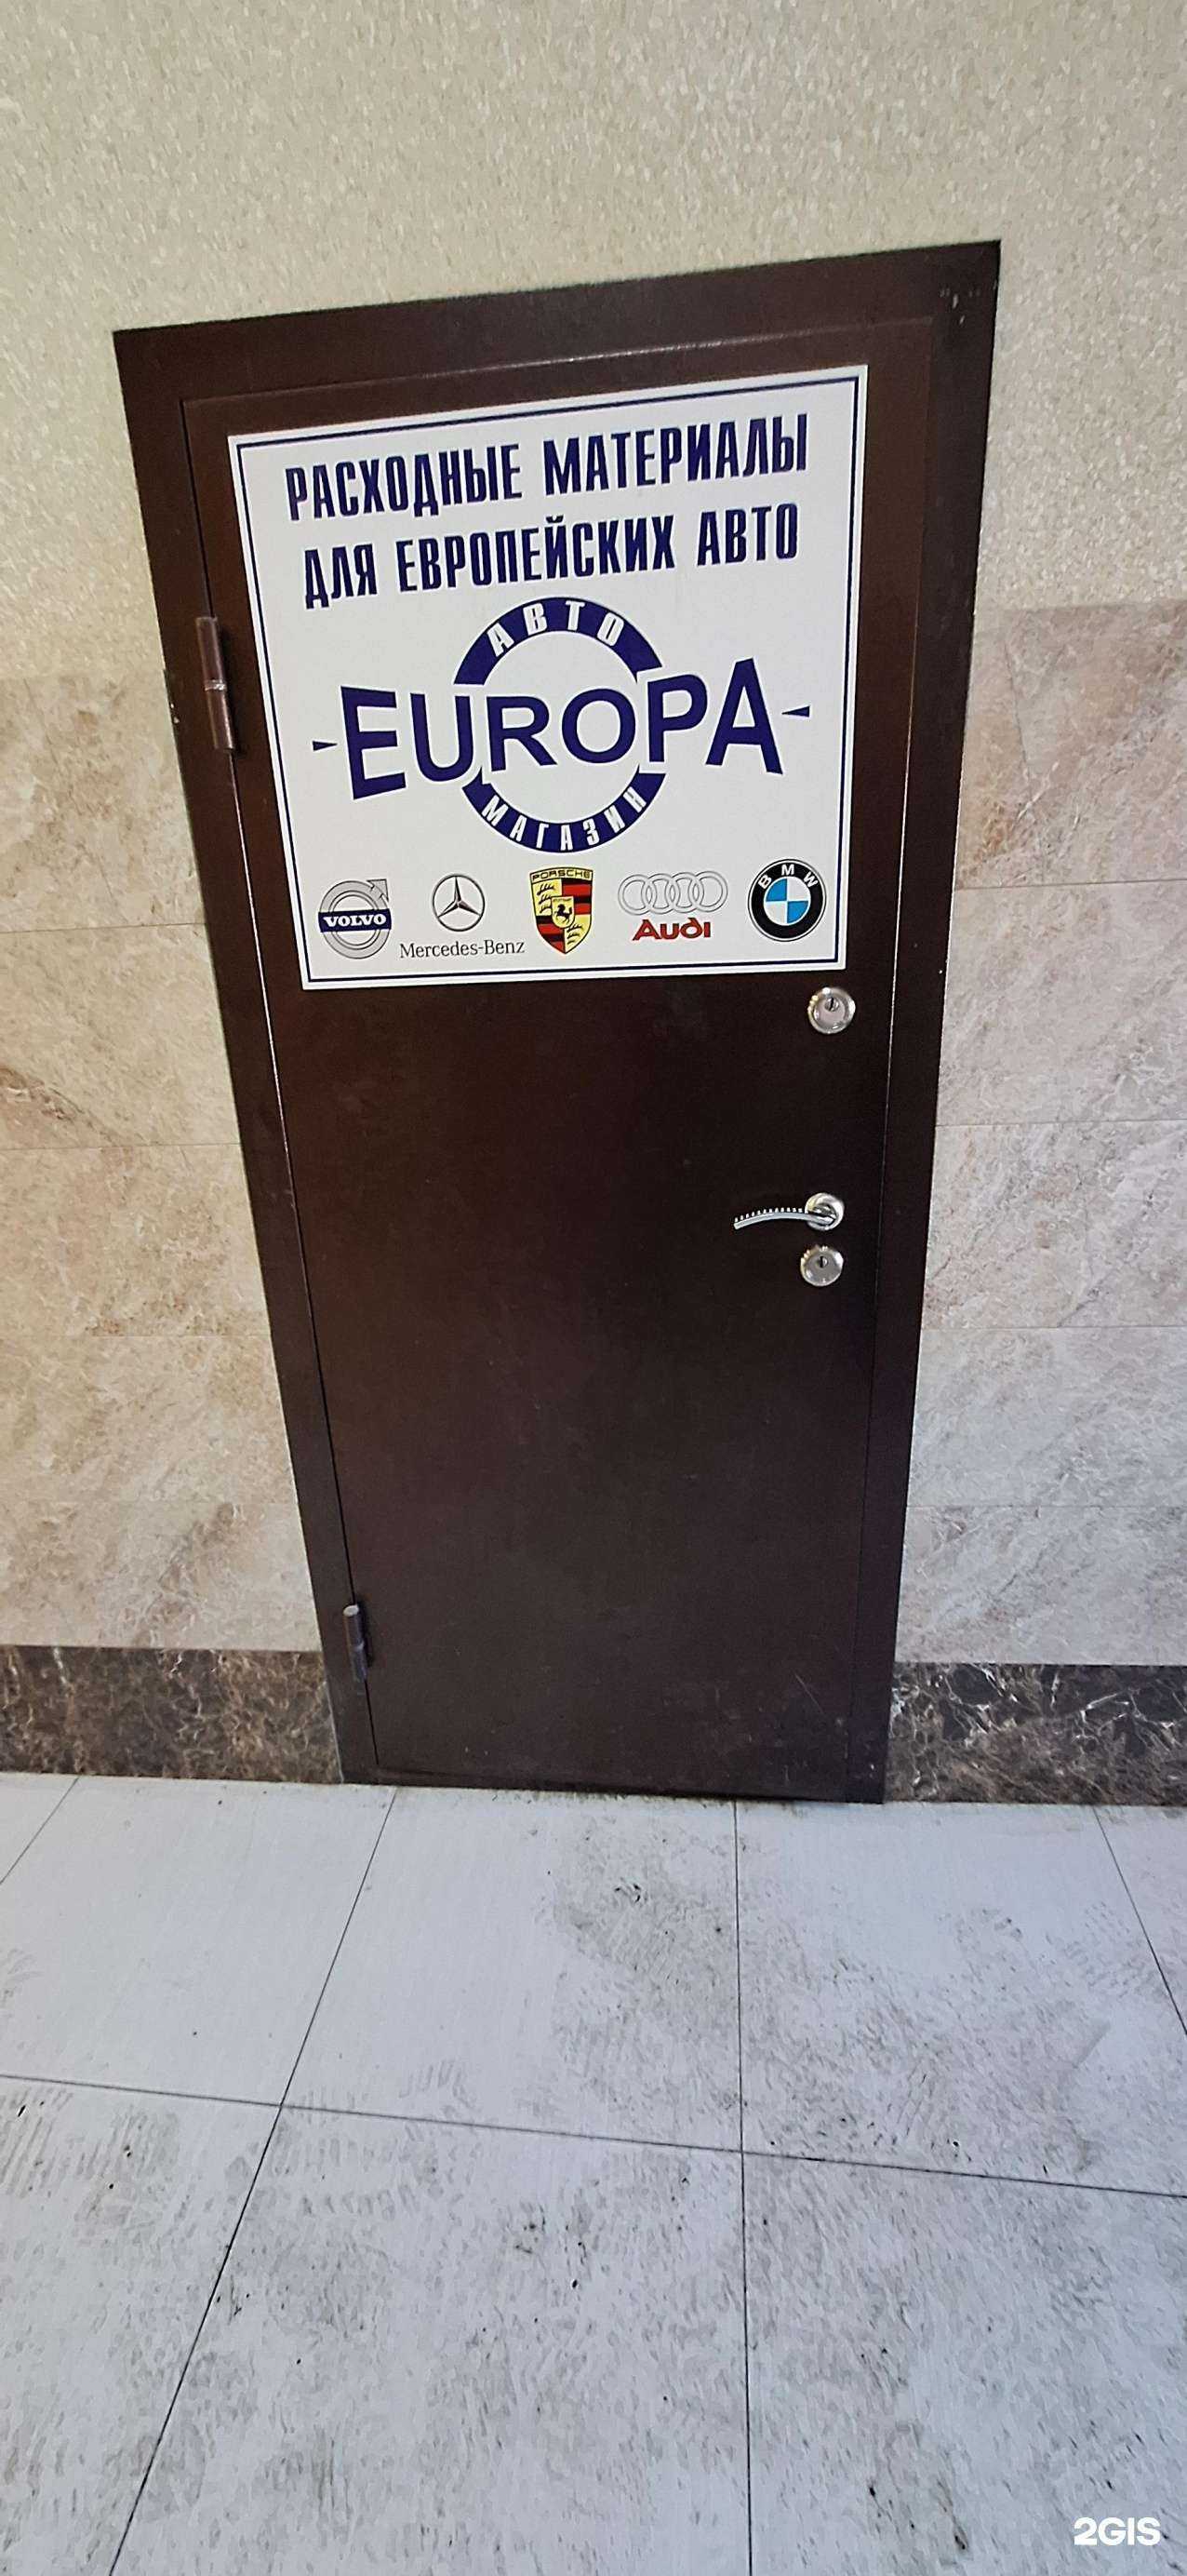 РАСХОДНЫЕ МАТЕРИАЛЫ
ДЛЯ ЕВРОПЕЙСКИХ АВТО
АВТО
EUROPA
МАГАЗИН
VOLVO
Mercedes-Benz
PORSCHE
Audi
BMW
2GIS